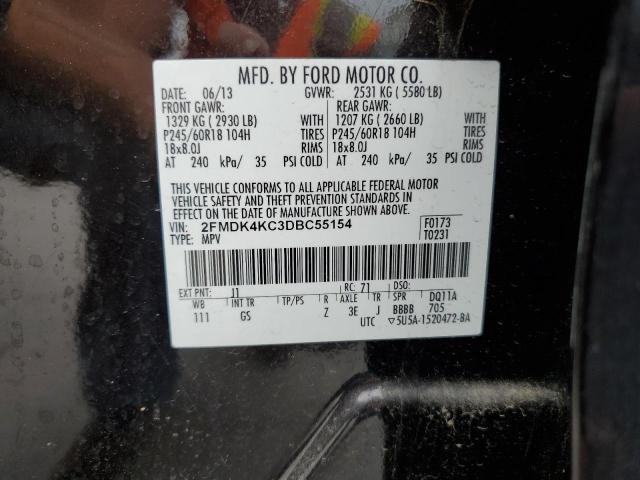 MFD. BY FORD MOTOR CO.
DATE: 06/13 GVWR: 2531 KG ( 5580 LB)
FRONT GAWR: REAR GAWR:
1329 KG ( 2930 LB) WITH 1207 KG ( 2660 LB) WITH
P245/60R18 104H TIRES P245/60R18 104H TIRES
18x8.0J RIMS 18x8.0J RIMS
AT 240 kPa/ 35 PSI COLD AT 240 kPa/ 35 PSI COLD
THIS VEHICLE CONFORMS TO ALL APPLICABLE FEDERAL MOTOR
VEHICLE SAFETY AND THEFT PREVENTION STANDARDS IN
EFFECT ON THE DATE OF MANUFACTURE SHOWN ABOVE.
VIN: 2FMDK4KC3DBC55154 F0173
TYPE: MPV T0231
EXT PNT: J1 RC: 71 DSO:
WB INT TR TP/PS R AXLE TR SPR DQ11A
111 GS Z 3E J BBBB 705
UTC ▽5U5A-1520472-BA